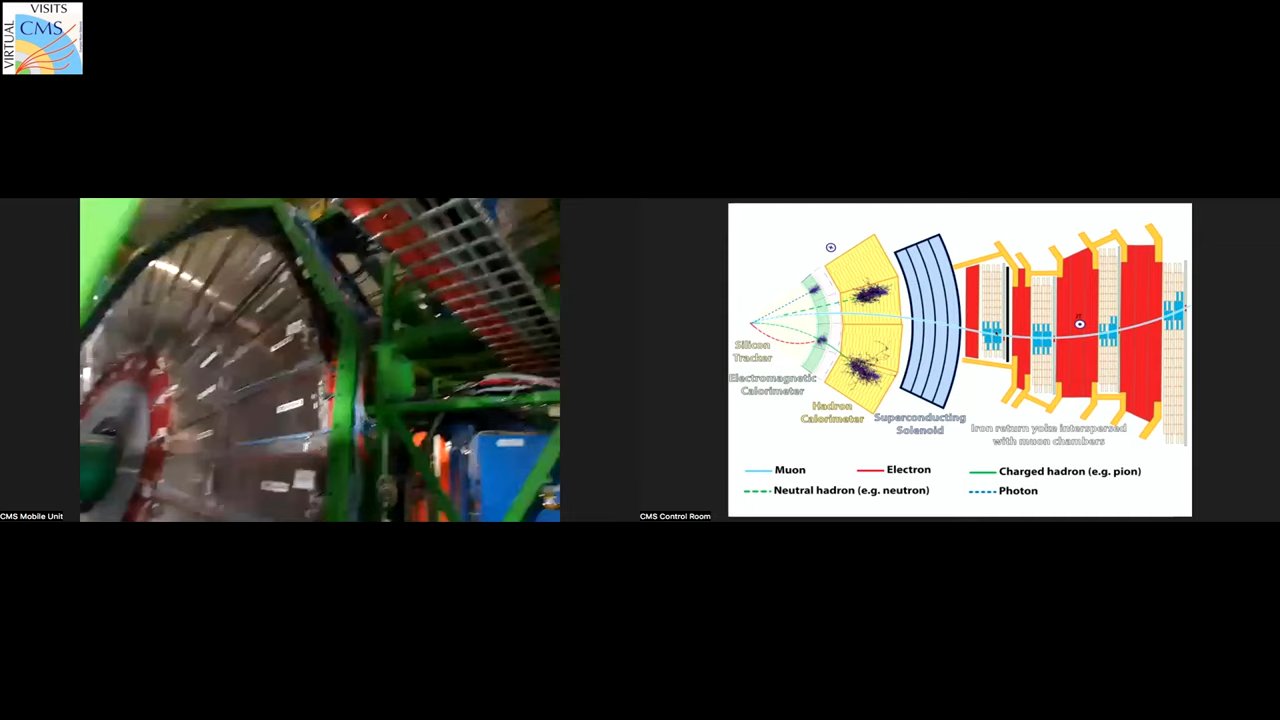 VISITS
CMS
VIRTUAL
CMS Mobile Unit
Silicon
Tracker
Electromagnetic
Calorimeter
Hadron
Calorimeter
Superconducting
Solenoid
Iron return yoke interspersed
with muon chambers
2T
Muon
Electron
Charged hadron (e.g. pion)
Neutral hadron (e.g. neutron)
Photon
CMS Control Room